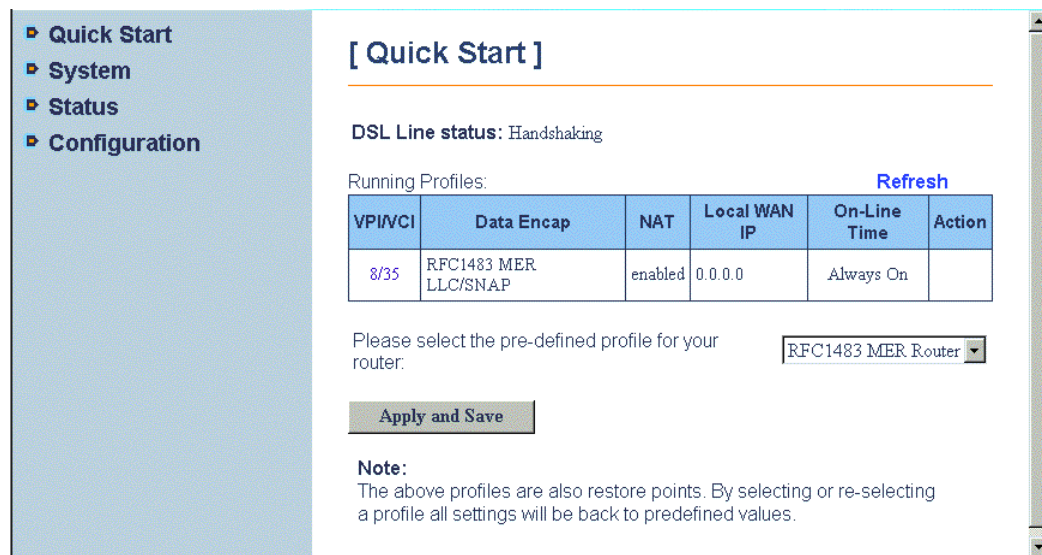 Quick Start
System
Status
Configuration
[ Quick Start ]
DSL Line status: Handshaking
Running Profiles:
Refresh
VPI/VCI
Data Encap
NAT
Local WAN
IP
On-Line
Time
Action
8/35
RFC1483 MER
LLC/SNAP
enabled
0.0.0.0
Always On
Please select the pre-defined profile for your
router:
RFC1483 MER Router
Apply and Save
Note:
The above profiles are also restore points. By selecting or re-selecting
a profile all settings will be back to predefined values.